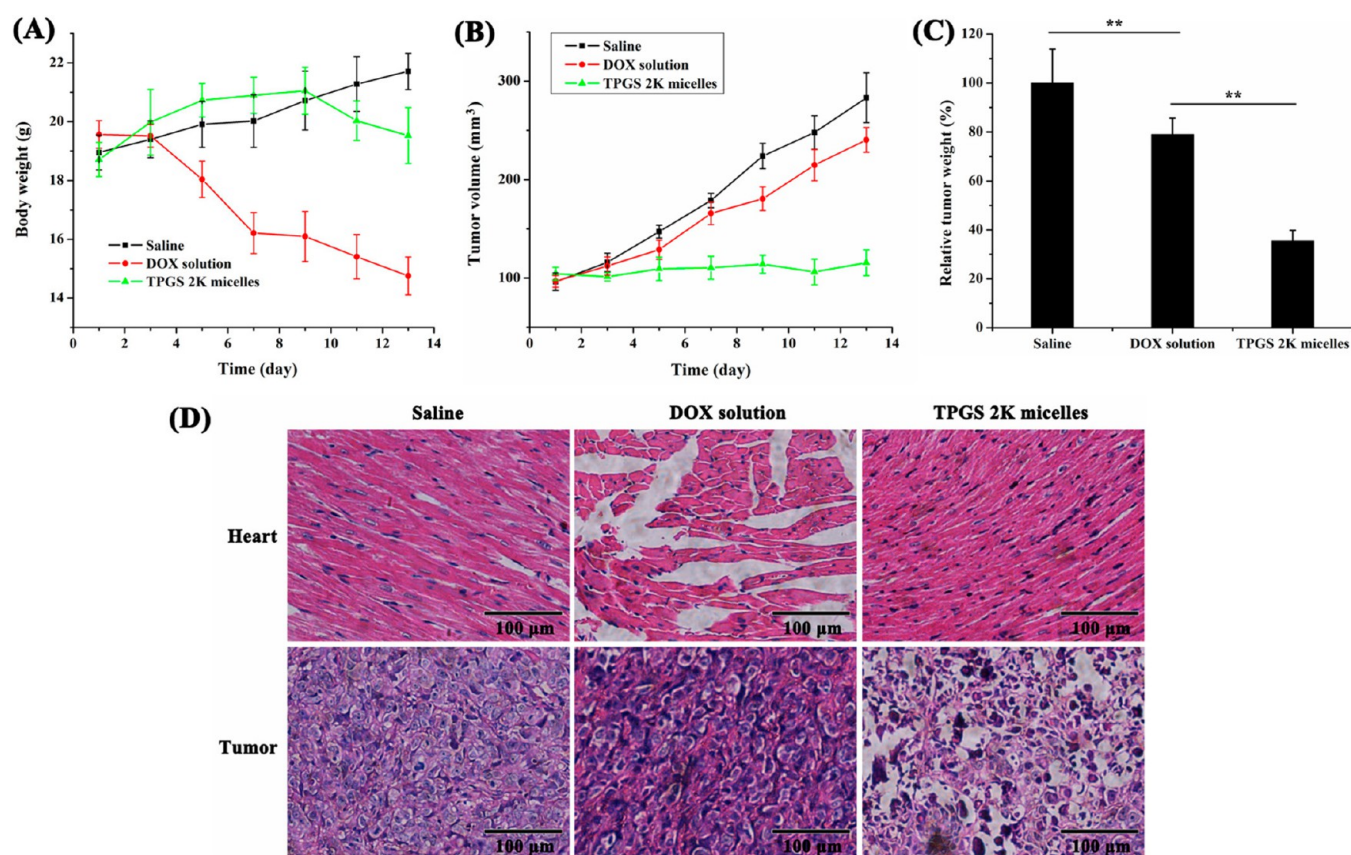 (A)
Body weight (g)
22
21
20
18
16
14
Saline
DOX solution
TPGS 2K micelles
0 2 4 6 8 10 12 14
Time (day)
(B)
Tumor volume (mm³)
300
250
200
150
100
50
Saline
DOX solution
TPGS 2K micelles
0 2 4 6 8 10 12 14
Time (day)
(C)
Relative tumor weight (%)
120
100
80
60
40
20
0
**
**
Saline DOX solution TPGS 2K micelles
(D)
Saline DOX solution TPGS 2K micelles
Heart
100 µm 100 µm 100 µm
Tumor
100 µm 100 µm 100 µm